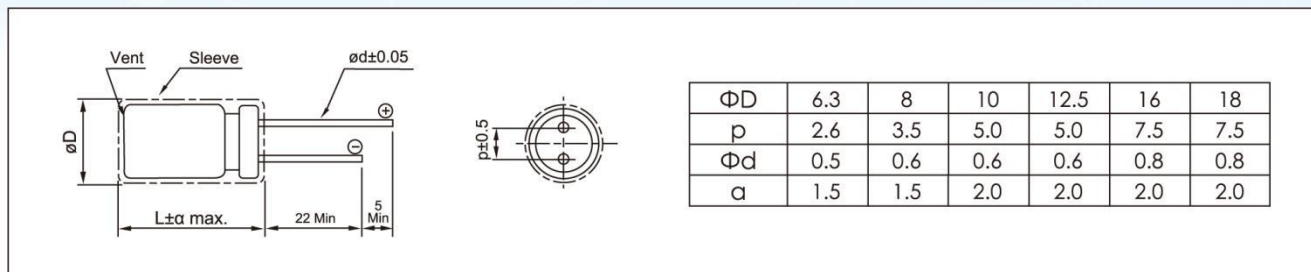 Vent
Sleeve
ød±0.05
⊕
⊖
øD
L±α max.
22 Min
5
Min
p±0.5
ΦD 6.3 8 10 12.5 16 18
p 2.6 3.5 5.0 5.0 7.5 7.5
Φd 0.5 0.6 0.6 0.6 0.8 0.8
a 1.5 1.5 2.0 2.0 2.0 2.0